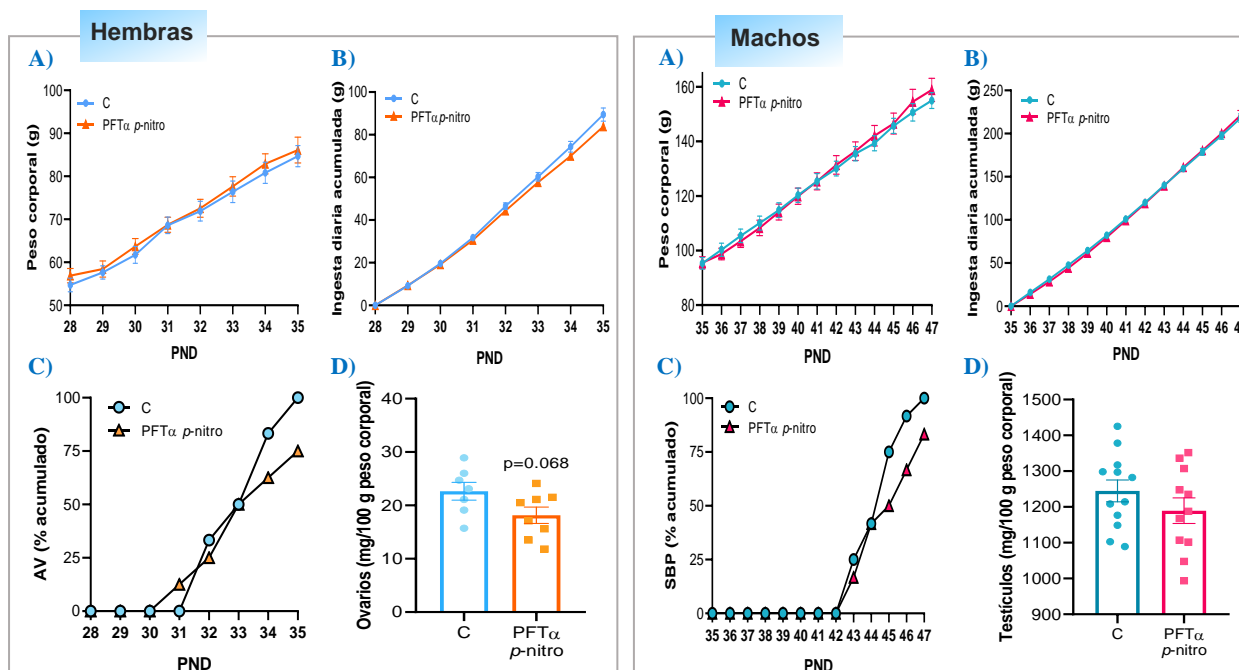 Hembras
A)
Peso corporal (g)
C
PFTα p-nitro
100
90
80
70
60
50
28 29 30 31 32 33 34 35
PND
B)
Ingesta diaria acumulada (g)
C
PFTα p-nitro
100
80
60
40
20
0
28 29 30 31 32 33 34 35
PND
C)
AV (% acumulado)
C
PFTα p-nitro
100
75
50
25
0
28 29 30 31 32 33 34 35
PND
D)
Ovarios (mg/100 g peso corporal)
40
30
20
10
0
p=0.068
C
PFTα
p-nitro
Machos
A)
Peso corporal (g)
C
PFTα p-nitro
160
140
120
100
80
35 36 37 38 39 40 41 42 43 44 45 46 47
PND
B)
Ingesta diaria acumulada (g)
C
PFTα p-nitro
250
200
150
100
50
0
35 36 37 38 39 40 41 42 43 44 45 46
PND
C)
SBP (% acumulado)
C
PFTα p-nitro
100
75
50
25
0
35 36 37 38 39 40 41 42 43 44 45 46 47
PND
D)
Testículos (mg/100 g peso corporal)
1500
1400
1300
1200
1100
1000
900
C
PFTα
p-nitro